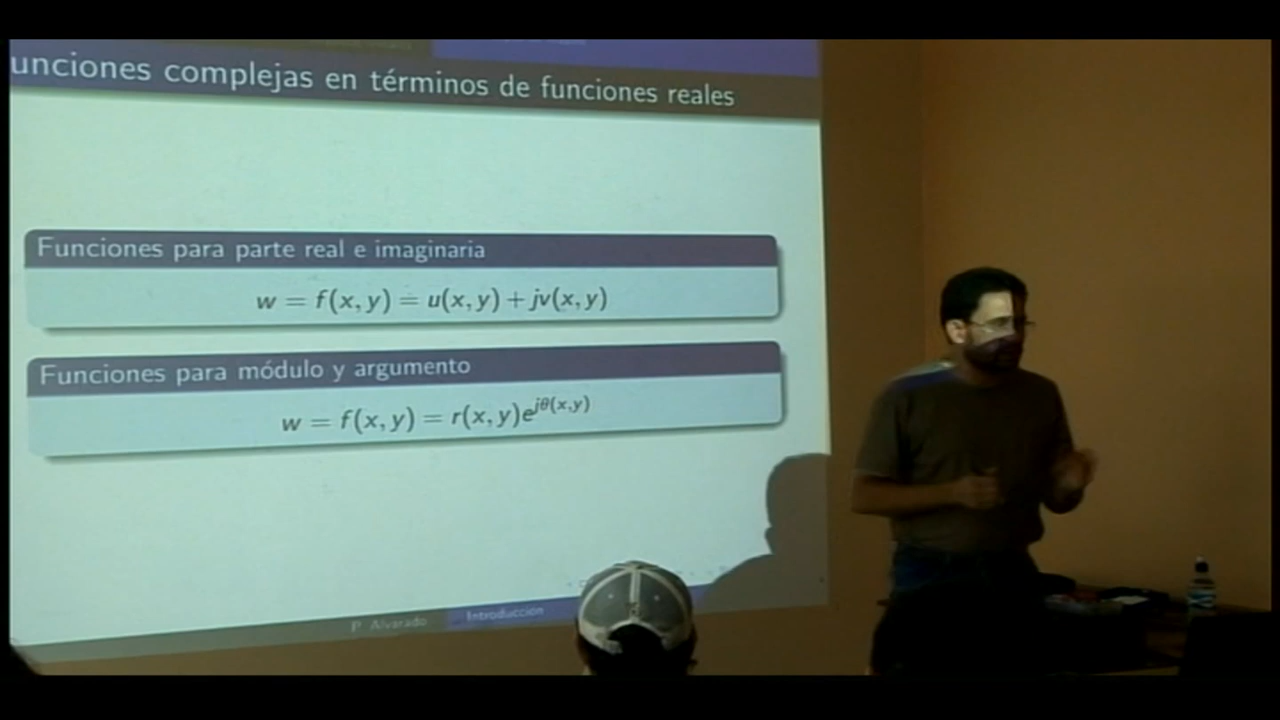 unciones complejas en términos de funciones reales
Funciones para parte real e imaginaria
w = f(x, y) = u(x, y) + jv(x, y)
Funciones para módulo y argumento
w = f(x, y) = r(x, y)e^{jθ(x,y)}
P. Alvarado Introducción